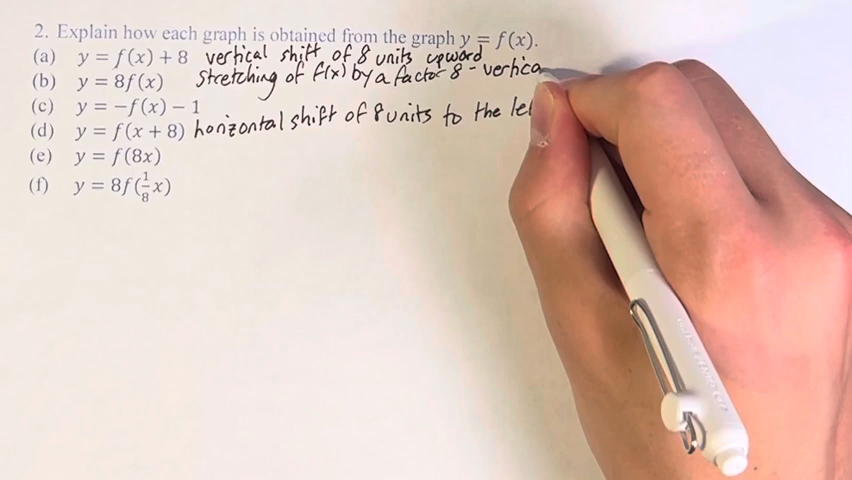 2. Explain how each graph is obtained from the graph y = f(x).
(a) y = f(x) + 8 vertical shift of 8 units upward
(b) y = 8f(x) stretching of f(x) by a factor 8 - vertica
(c) y = −f(x) − 1
(d) y = f(x + 8) horizontal shift of 8 units to the
(e) y = f(8x)
(f) y = 8f(1/8 x)